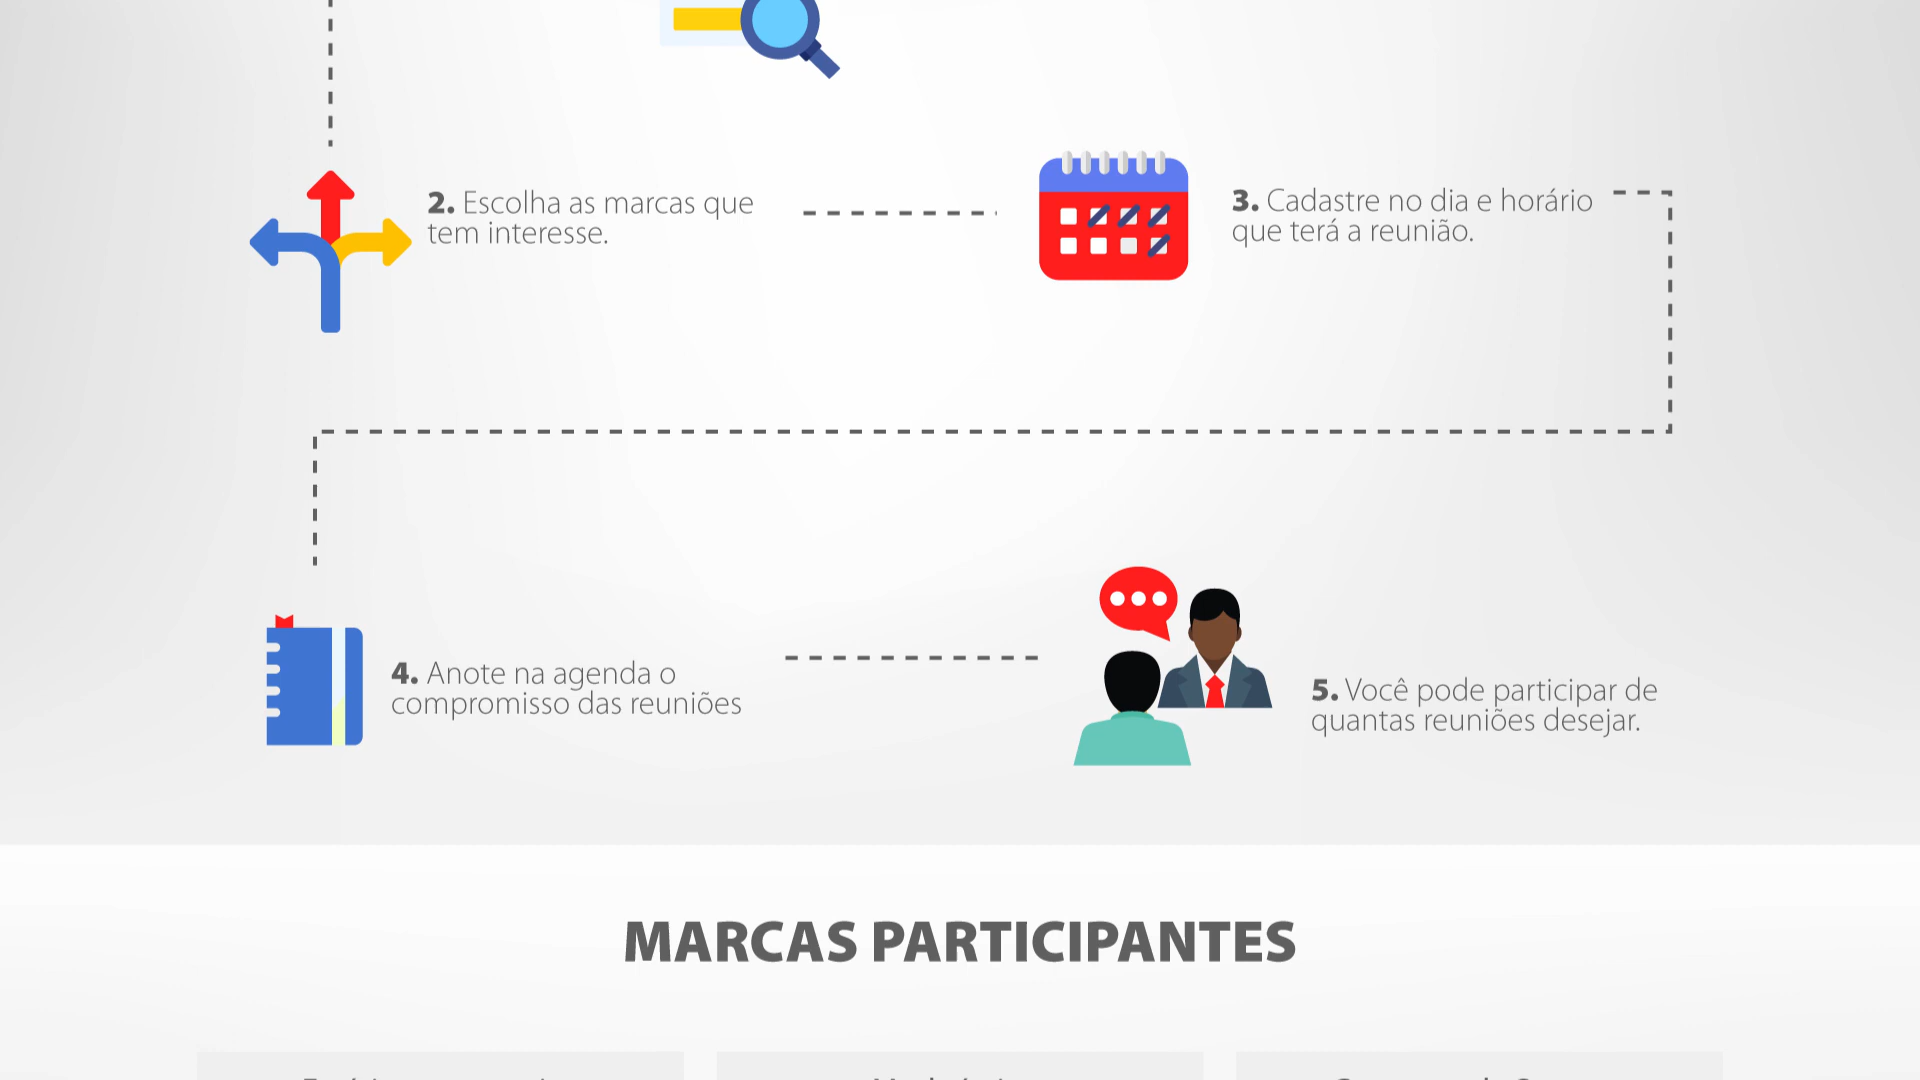 2. Escolha as marcas que
tem interesse.
3. Cadastre no dia e horário
que terá a reunião.
4. Anote na agenda o
compromisso das reuniões
5. Você pode participar de
quantas reuniões desejar.
MARCAS PARTICIPANTES